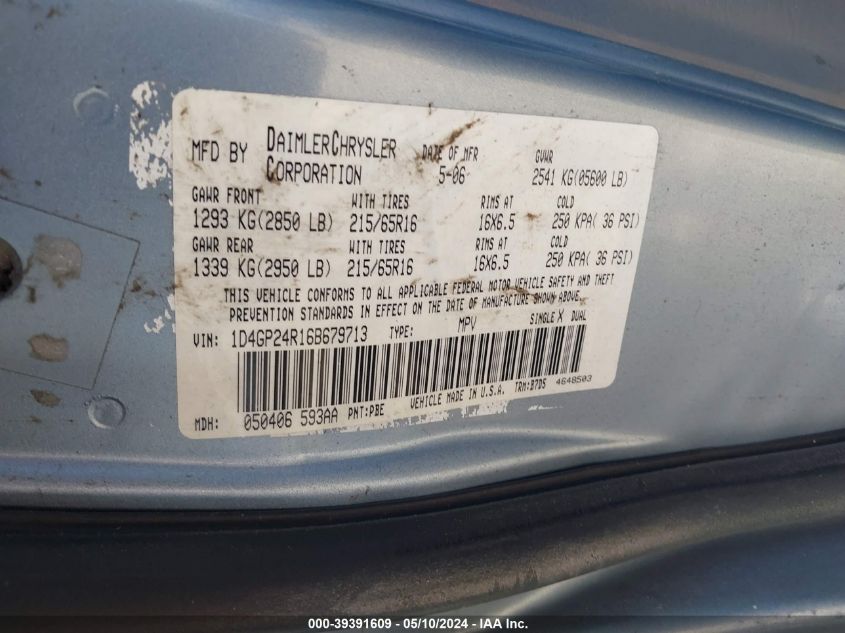 MFD BY DAIMLERCHRYSLER CORPORATION DATE OF MFR 5-06 GVWR 2541 KG(05600 LB)
GAWR FRONT WITH TIRES RIMS AT COLD
1293 KG(2850 LB) 215/65R16 16X6.5 250 KPA( 36 PSI)
GAWR REAR WITH TIRES RIMS AT COLD
1339 KG(2950 LB) 215/65R16 16X6.5 250 KPA( 36 PSI)
THIS VEHICLE CONFORMS TO ALL APPLICABLE FEDERAL MOTOR VEHICLE SAFETY AND THEFT
PREVENTION STANDARDS IN EFFECT ON THE DATE OF MANUFACTURE SHOWN ABOVE.
VIN: 1D4GP24R16B679713 TYPE: MPV SINGLE X DUAL
MDH: 050406 593AA PNT:PBE VEHICLE MADE IN U.S.A. TRM:B7D5 4648503
000-39391609 - 05/10/2024 - IAA Inc.